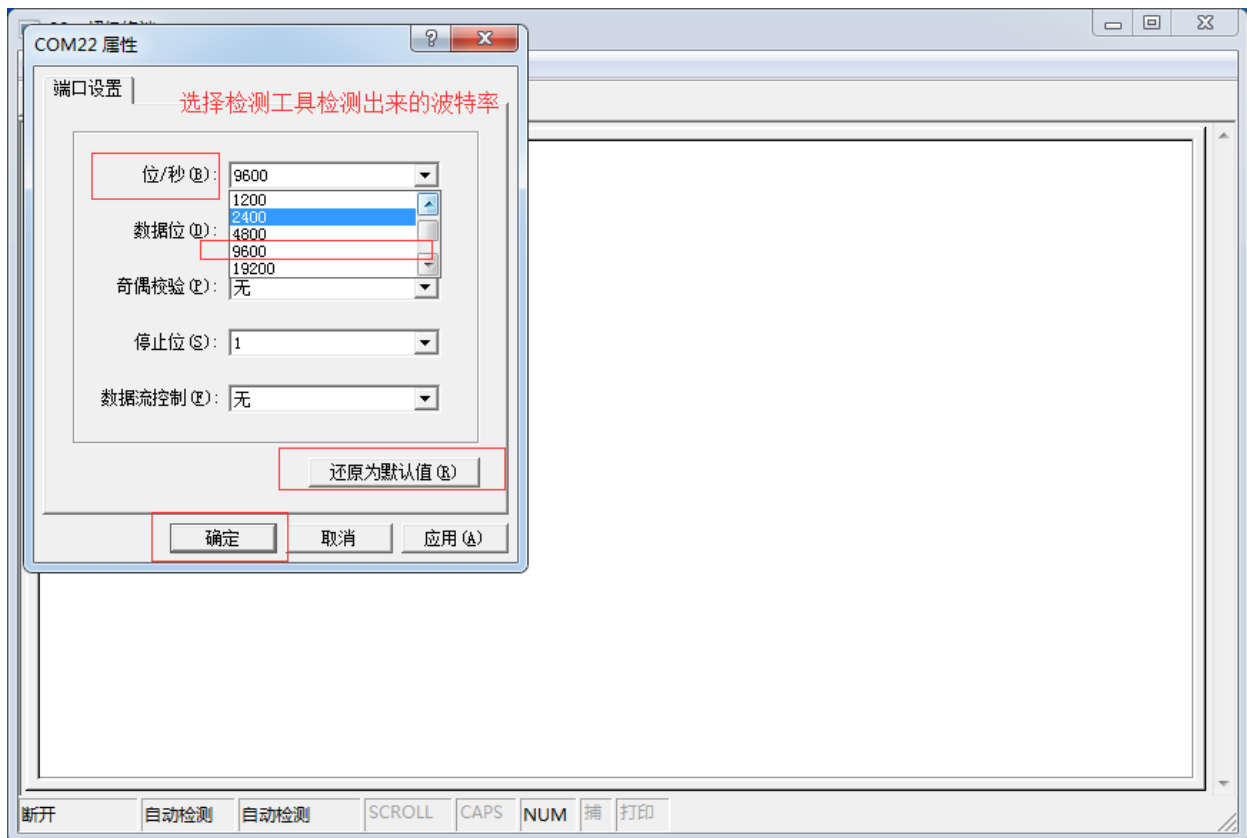 COM22 属性
端口设置
选择检测工具检测出来的波特率
位/秒(B): 9600
1200
2400
数据位(D): 4800
9600
19200
奇偶校验(P): 无
停止位(S): 1
数据流控制(F): 无
还原为默认值(R)
确定 取消 应用(A)
断开 自动检测 自动检测 SCROLL CAPS NUM 捕 打印